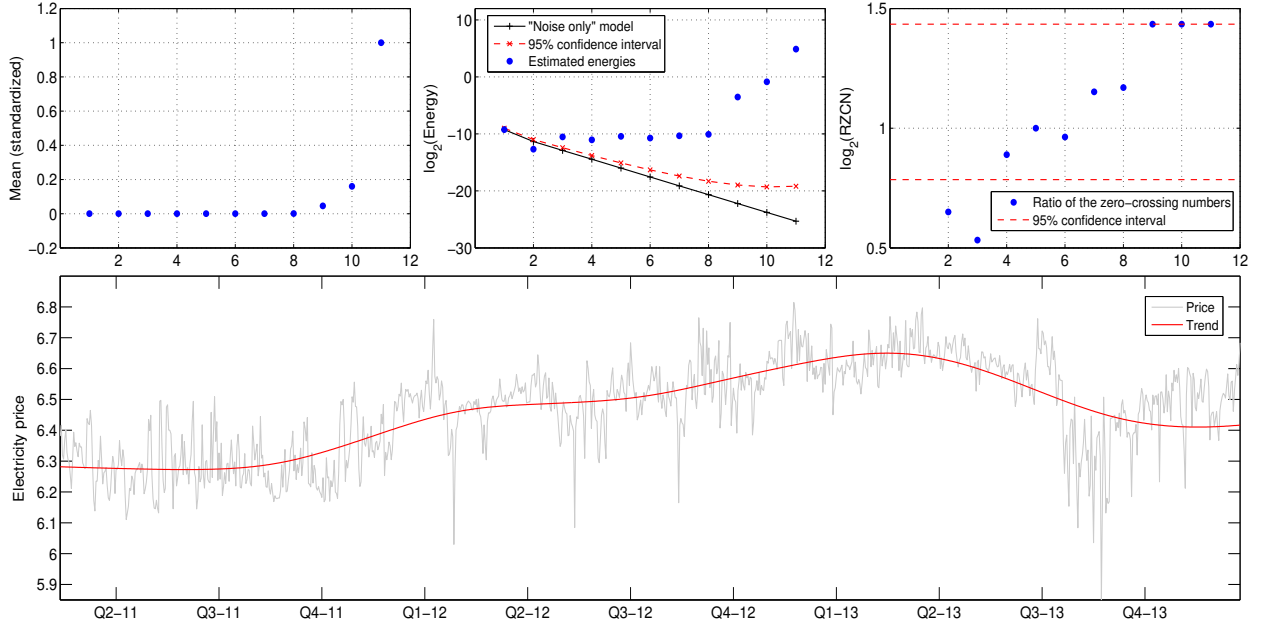 1.2
1
0.8
0.6
0.4
0.2
0
−0.2
Mean (standardized)
2 4 6 8 10 12
10
0
−10
−20
−30
log2(Energy)
"Noise only" model
95% confidence interval
Estimated energies
2 4 6 8 10 12
1.5
1
0.5
log2(RZCN)
Ratio of the zero-crossing numbers
95% confidence interval
2 4 6 8 10 12
6.8
6.7
6.6
6.5
6.4
6.3
6.2
6.1
6
5.9
Electricity price
Price
Trend
Q2−11 Q3−11 Q4−11 Q1−12 Q2−12 Q3−12 Q4−12 Q1−13 Q2−13 Q3−13 Q4−13